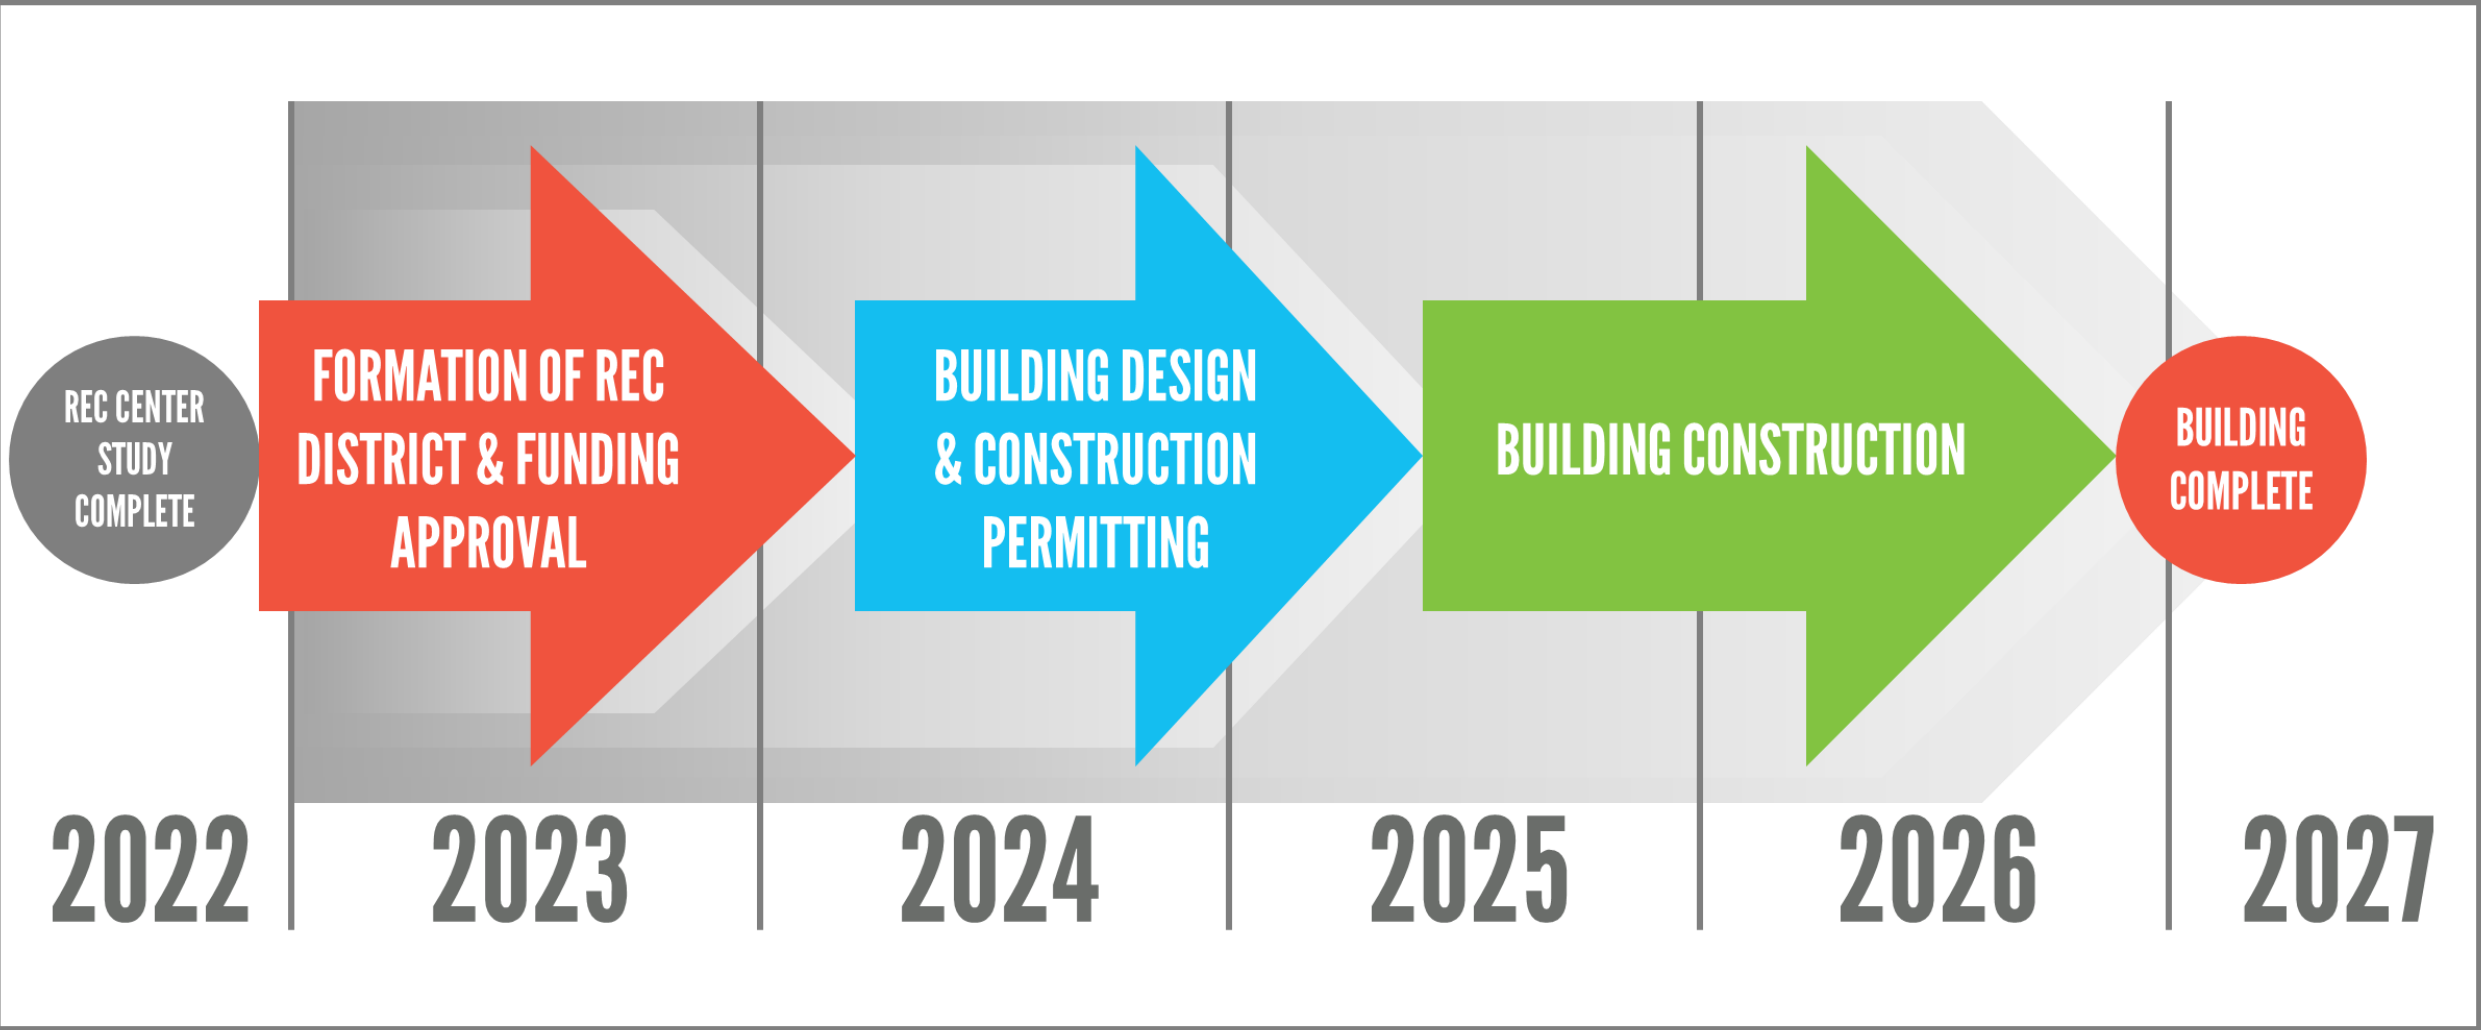 REC CENTER
STUDY
COMPLETE
FORMATION OF REC
DISTRICT & FUNDING
APPROVAL
BUILDING DESIGN
& CONSTRUCTION
PERMITTING
BUILDING CONSTRUCTION
BUILDING
COMPLETE
2022
2023
2024
2025
2026
2027